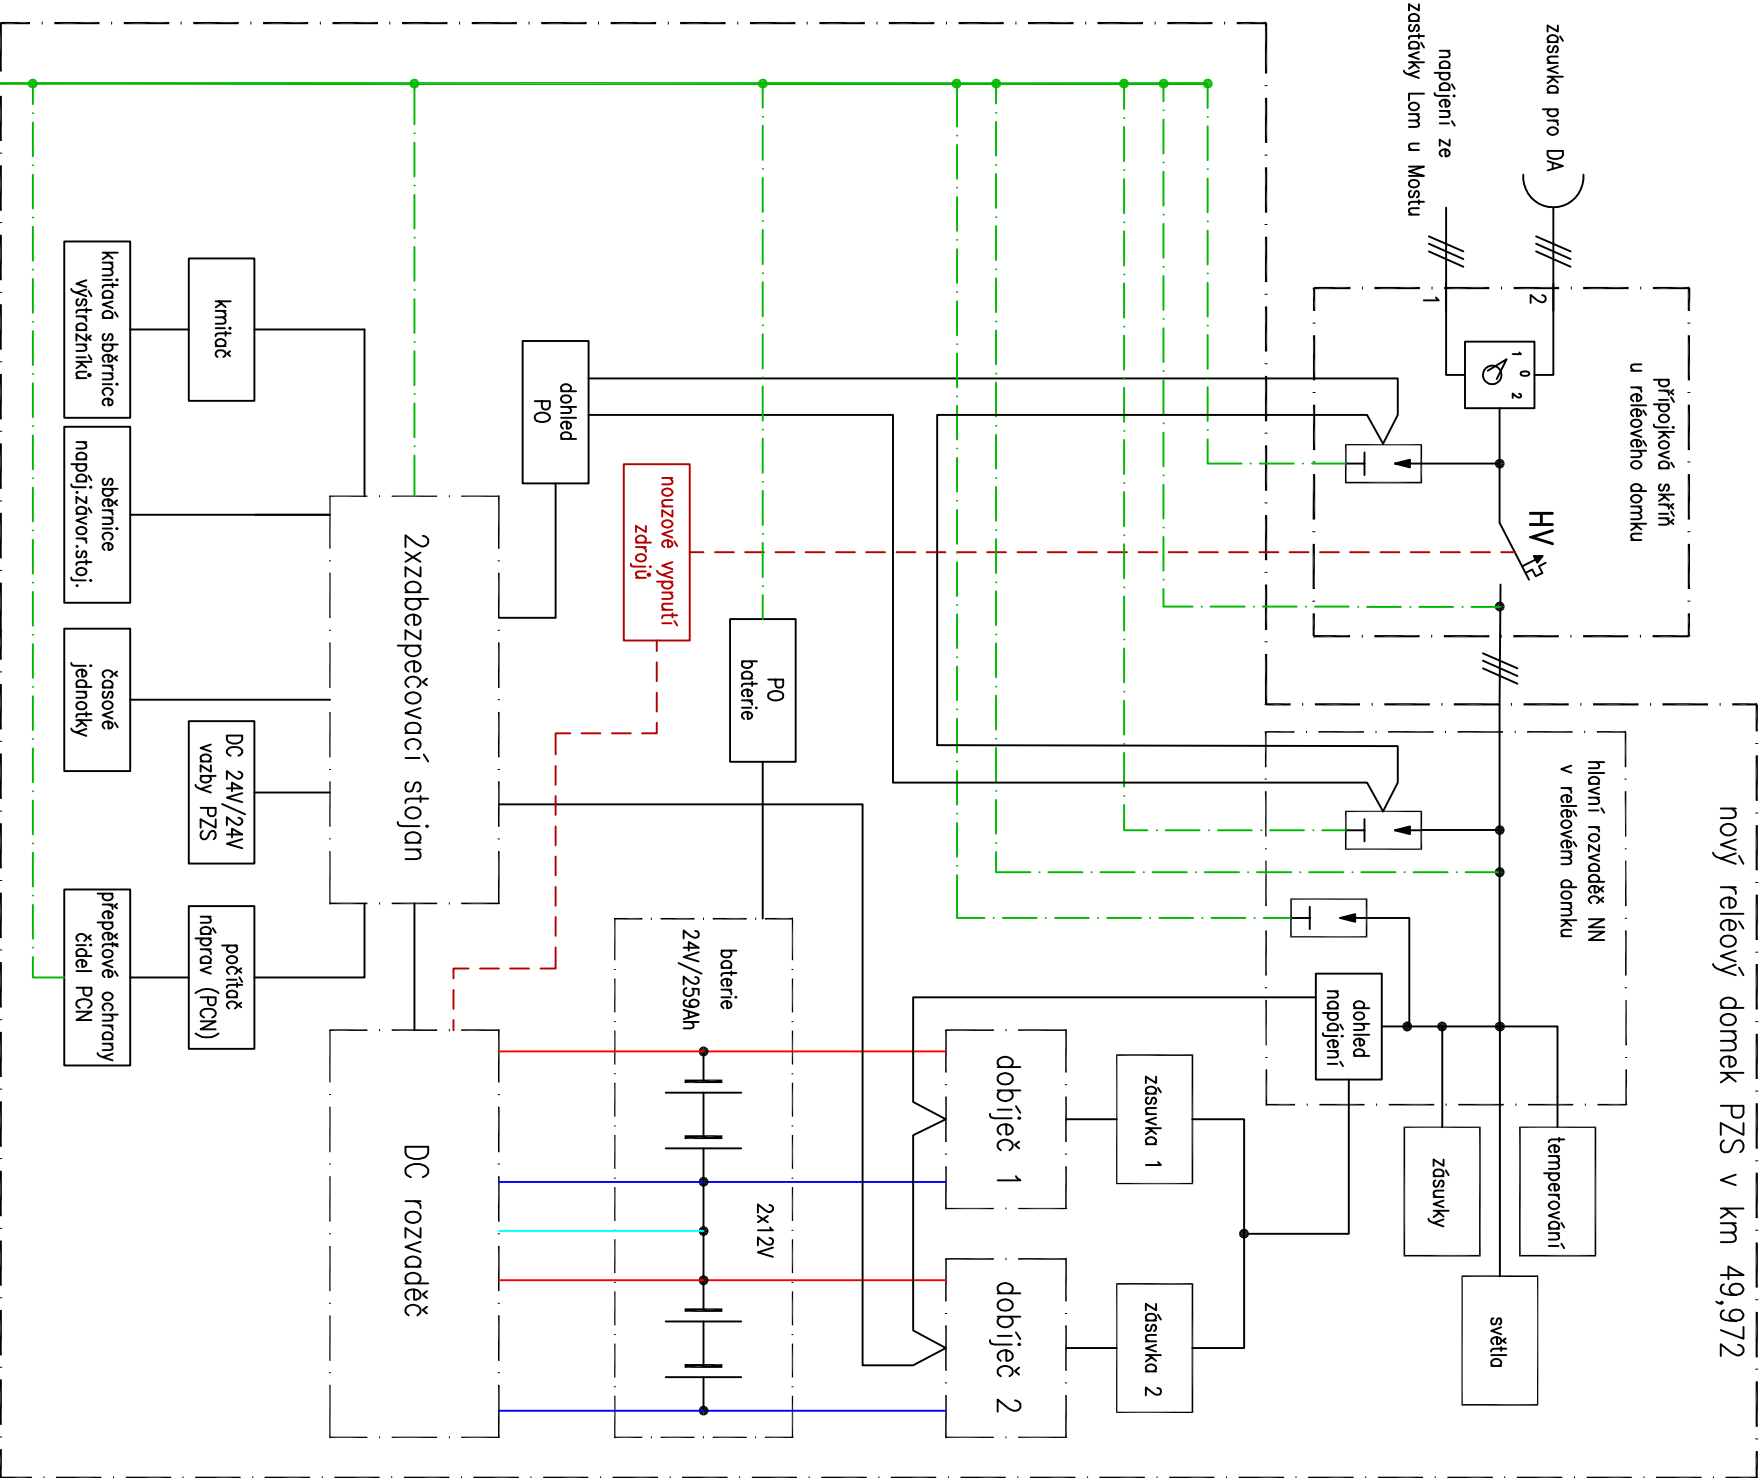 nový reléový domek PZS v km 49,972
zásuvka pro DA
napájení ze
zastávky Lom u Mostu
přípojková skříň
u reléového domku
2
1
1 0 2
HV
hlavní rozvaděč NN
v reléovém domku
dohled
napájení
temperování
zásuvky
světla
zásuvka 1
zásuvka 2
dobíječ 1
dobíječ 2
PO
baterie
baterie
24V/259Ah
2x12V
nouzové vypnutí
zdrojů
dohled
PO
2xzabezpečovací stojan
DC rozvaděč
kmitač
DC 24V/24V
vazby PZS
počítač
náprav (PCN)
kmitavá sběrnice
výstražníků
sběrnice
napáj.závor.stoj.
časové
jednotky
přepěťové ochrany
čidel PCN